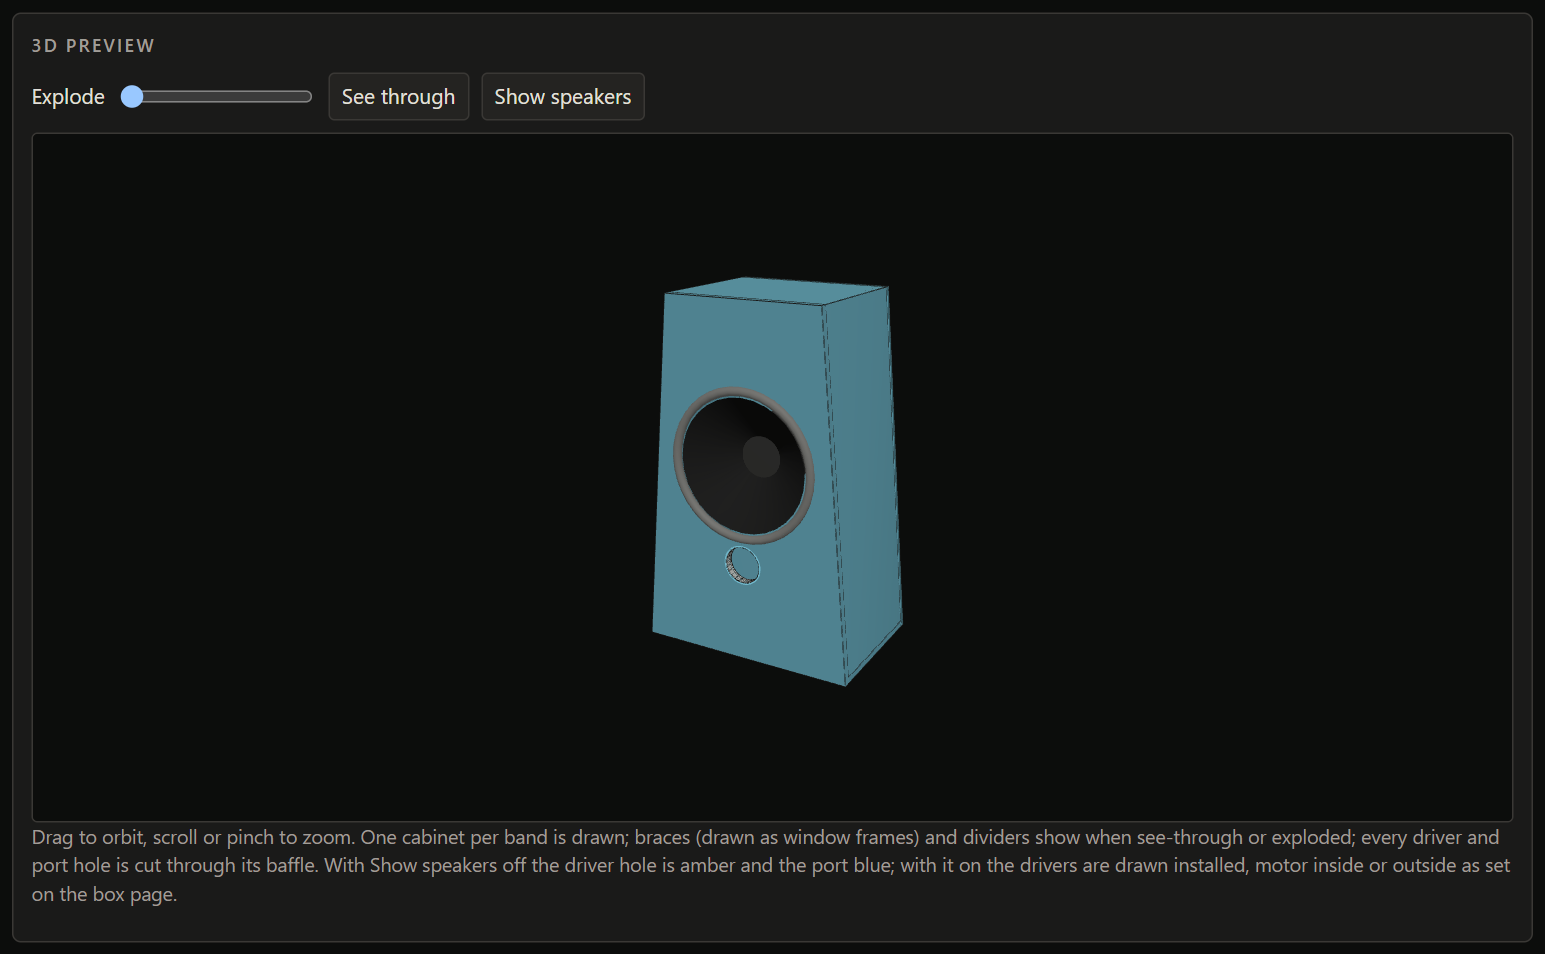 3D PREVIEW
Explode
See through
Show speakers
Drag to orbit, scroll or pinch to zoom. One cabinet per band is drawn; braces (drawn as window frames) and dividers show when see-through or exploded; every driver and
port hole is cut through its baffle. With Show speakers off the driver hole is amber and the port blue; with it on the drivers are drawn installed, motor inside or outside as set
on the box page.